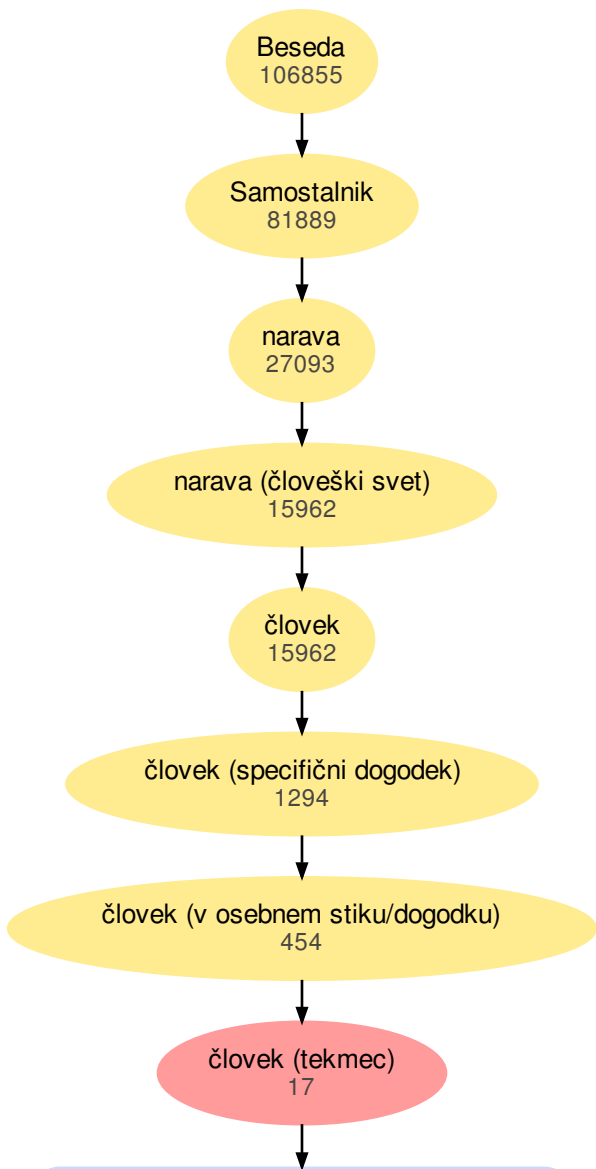 Beseda
106855
Samostalnik
81889
narava
27093
narava (človeški svet)
15962
človek
15962
človek (specifični dogodek)
1294
človek (v osebnem stiku/dogodku)
454
človek (tekmec)
17